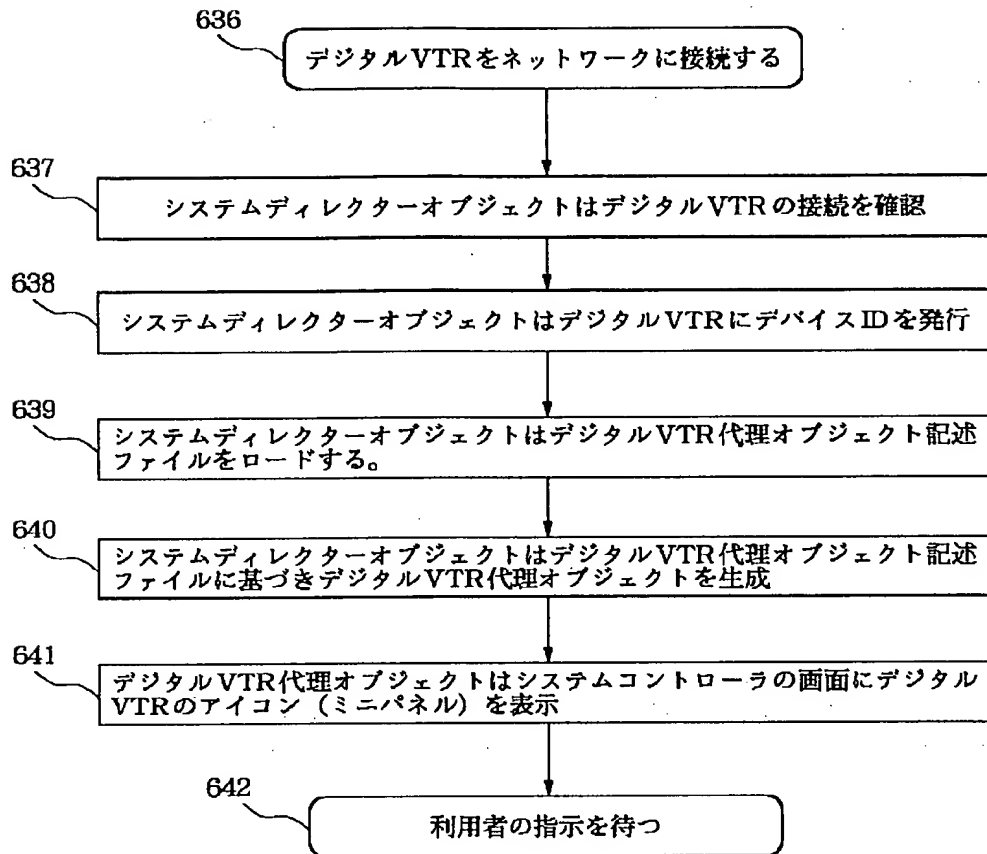 636
デジタルVTRをネットワークに接続する
637
システムディレクターオブジェクトはデジタルVTRの接続を確認
638
システムディレクターオブジェクトはデジタルVTRにデバイスIDを発行
639
システムディレクターオブジェクトはデジタルVTR代理オブジェクト記述
ファイルをロードする。
640
システムディレクターオブジェクトはデジタルVTR代理オブジェクト記述
ファイルに基づきデジタルVTR代理オブジェクトを生成
641
デジタルVTR代理オブジェクトはシステムコントローラの画面にデジタル
VTRのアイコン（ミニパネル）を表示
642
利用者の指示を待つ